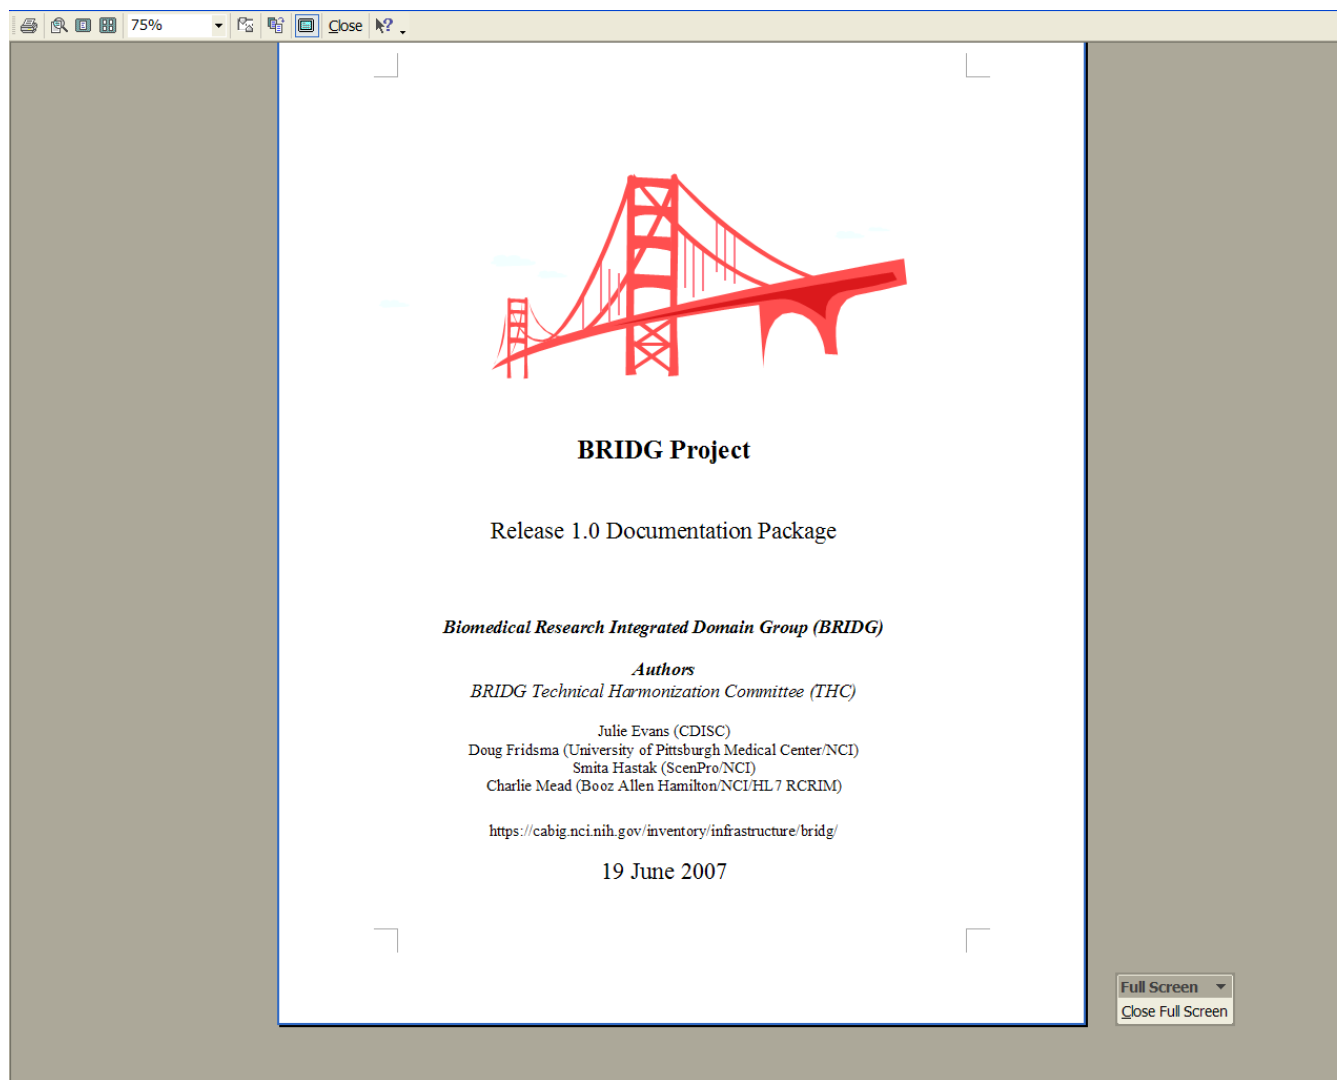 75%
Close
BRIDG Project
Release 1.0 Documentation Package
Biomedical Research Integrated Domain Group (BRIDG)
Authors
BRIDG Technical Harmonization Committee (THC)
Julie Evans (CDISC)
Doug Fridsma (University of Pittsburgh Medical Center/NCI)
Smita Hastak (ScenPro/NCI)
Charlie Mead (Booz Allen Hamilton/NCI/HL7 RCRIM)
https://cabig.nci.nih.gov/inventory/infrastructure/bridg/
19 June 2007
Full Screen
Close Full Screen